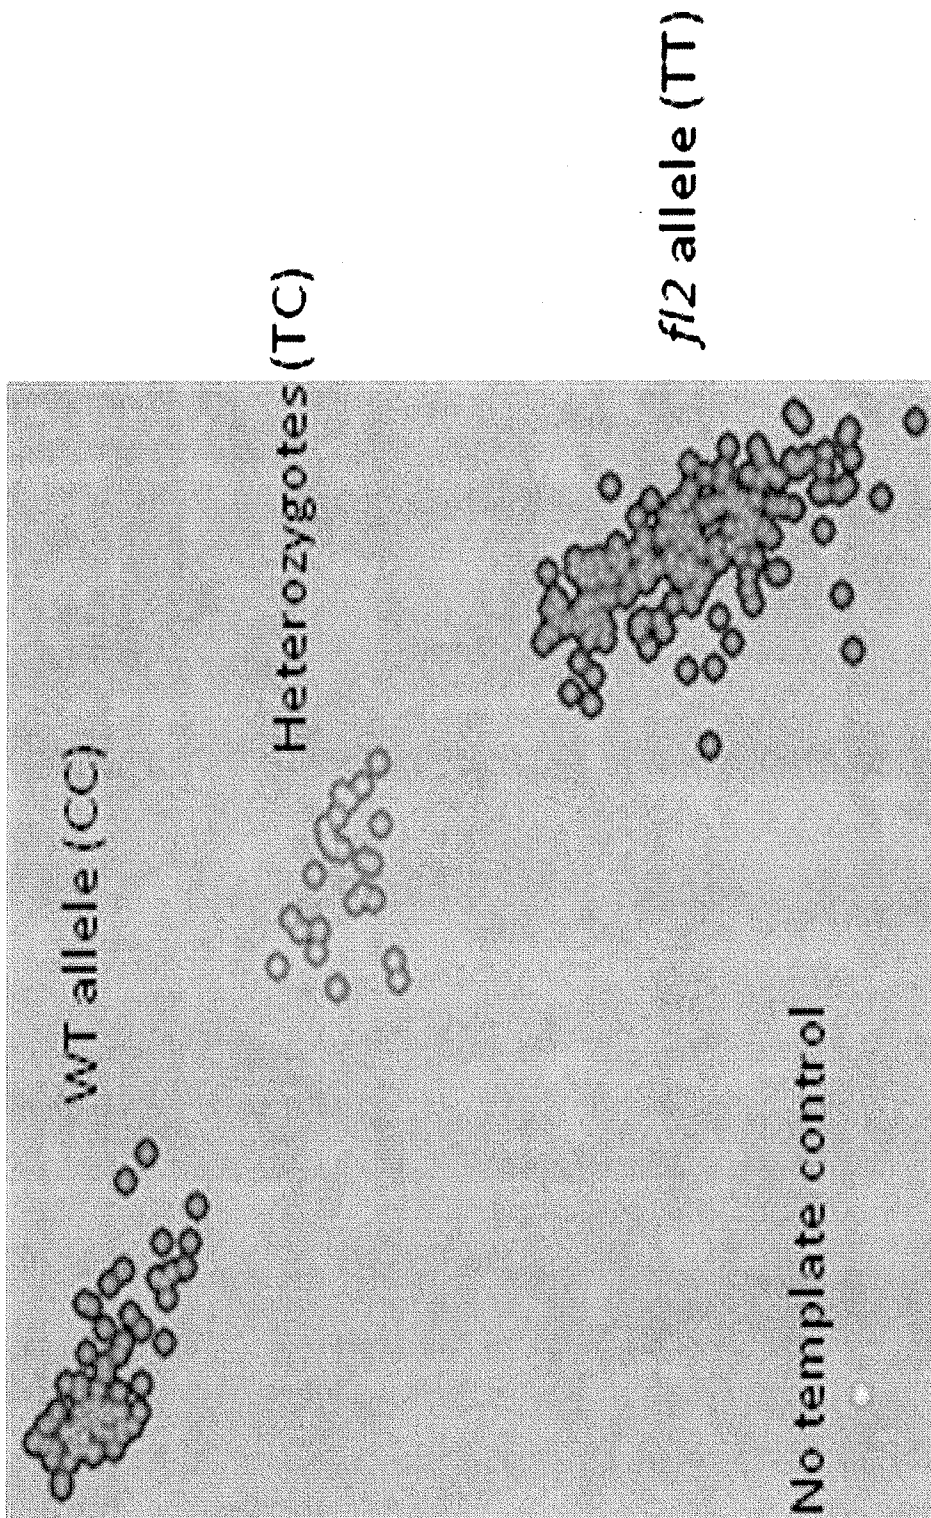 WT allele (CC)
Heterozygotes (TC)
fl2 allele (TT)
No template control